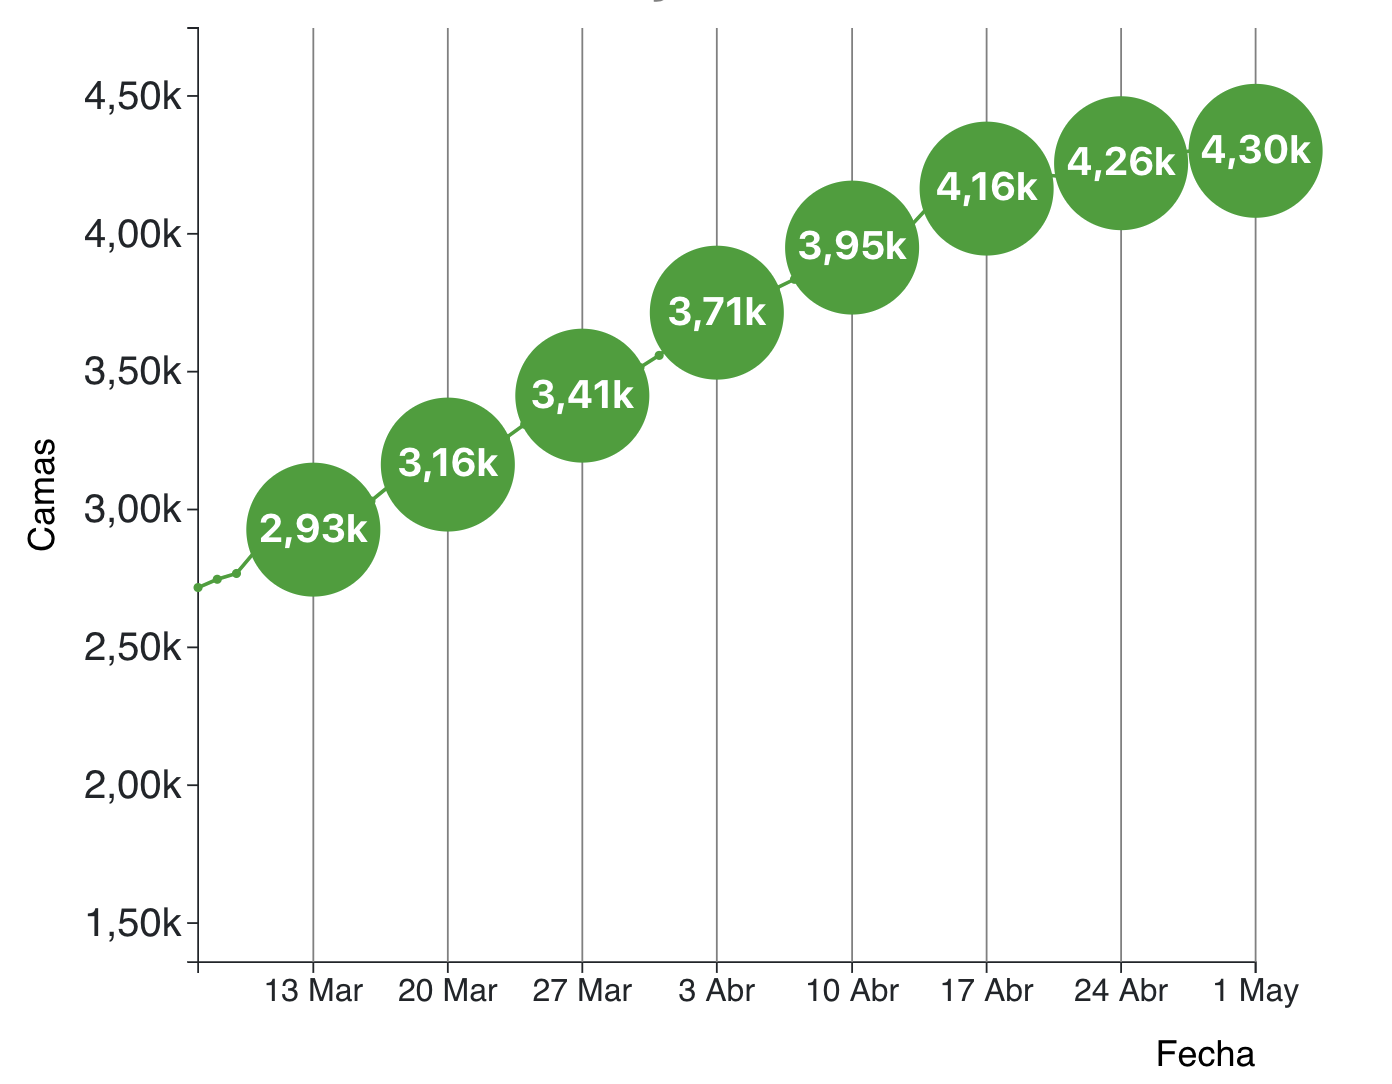 4,50k
4,00k
3,50k
3,00k
2,50k
2,00k
1,50k
Camas
2,93k
3,16k
3,41k
3,71k
3,95k
4,16k
4,26k
4,30k
13 Mar
20 Mar
27 Mar
3 Abr
10 Abr
17 Abr
24 Abr
1 May
Fecha